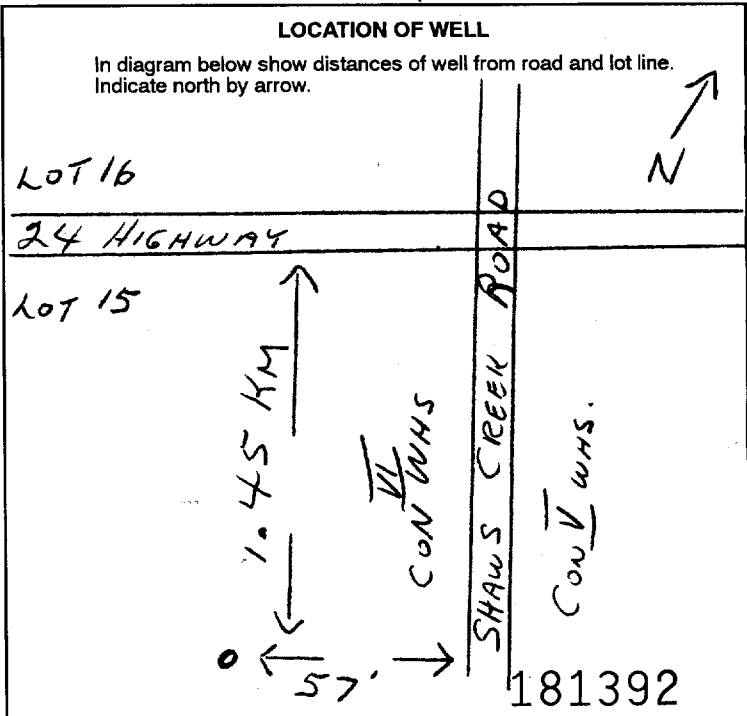 LOCATION OF WELL
In diagram below show distances of well from road and lot line.
Indicate north by arrow.
N
LOT 16
24 HIGHWAY
LOT 15
1.45 KM
VI
CON WHS
SHAWS CREEK ROAD
CON V WHS.
57'
181392